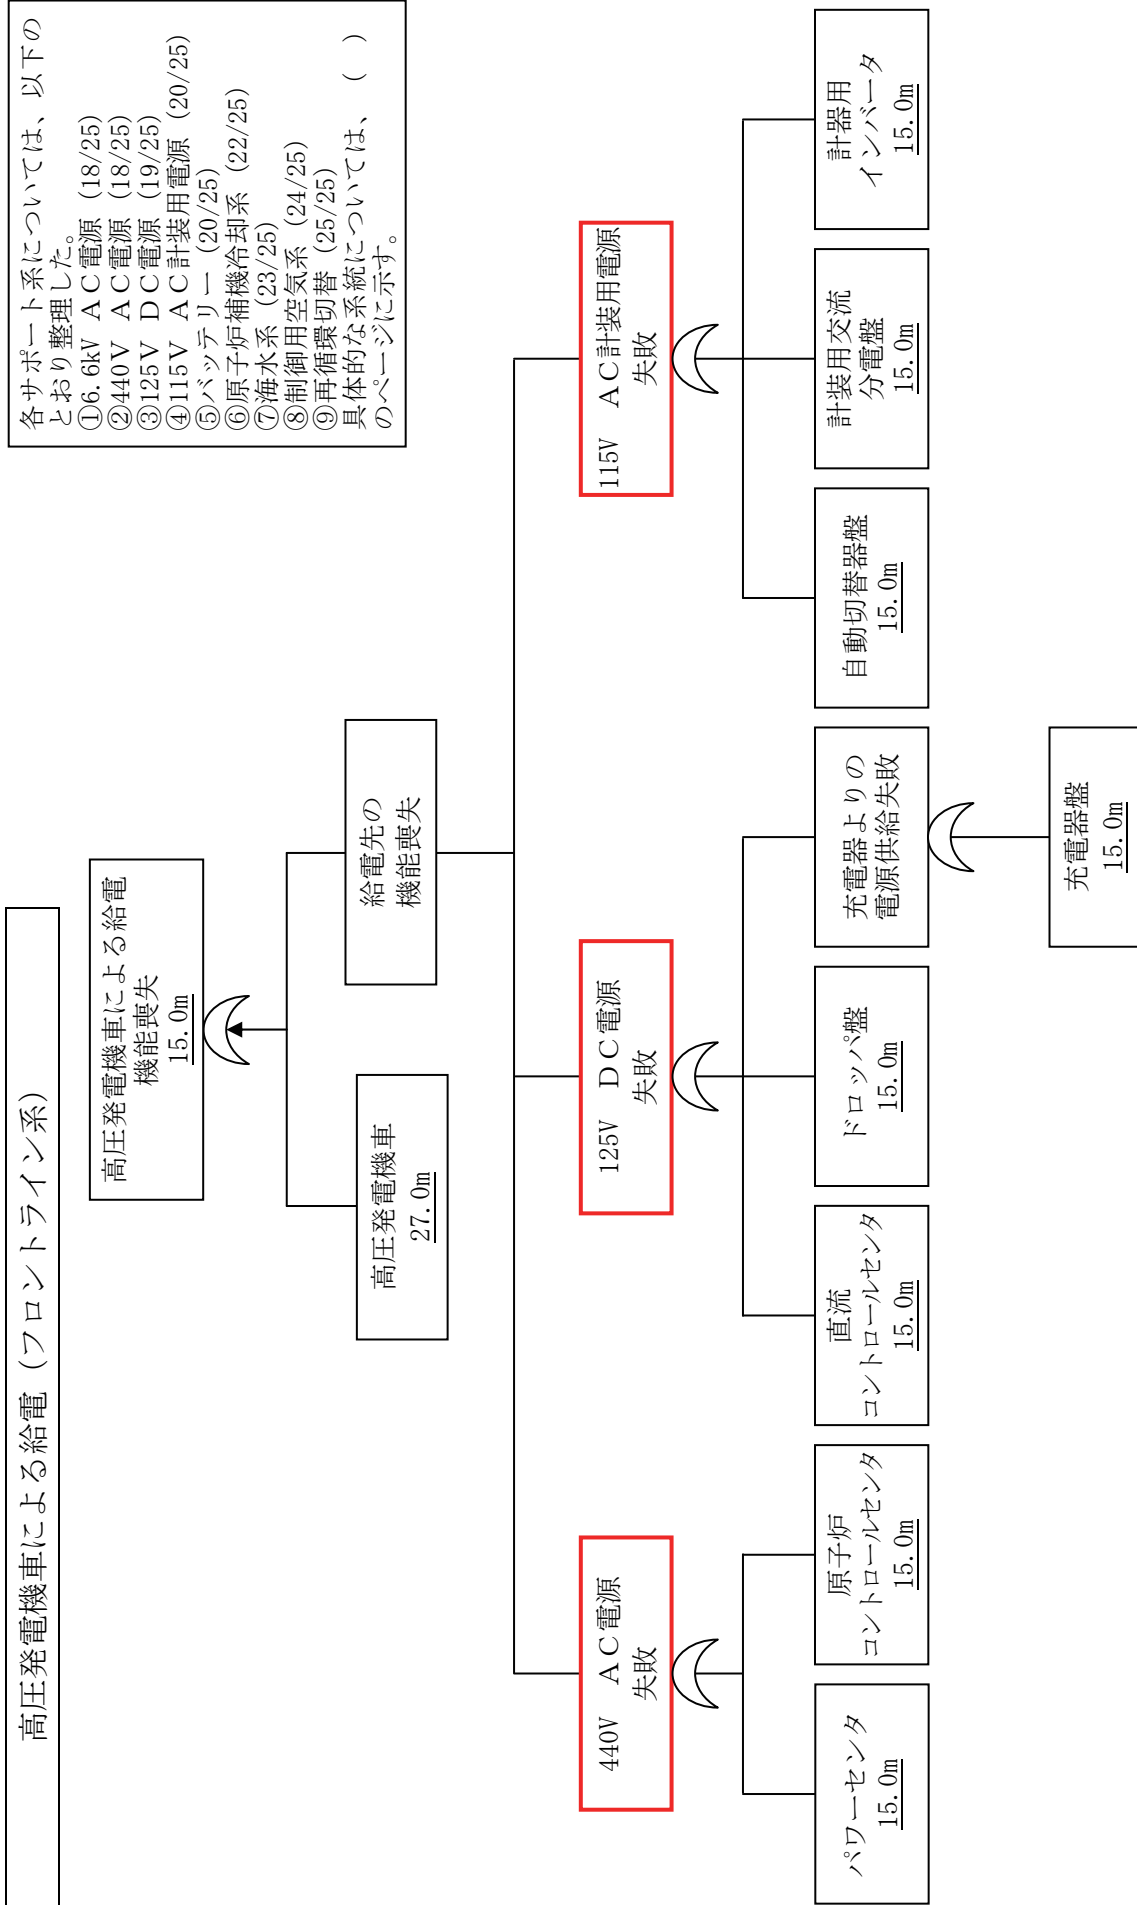 高圧発電機車による給電（フロントライン系）
各サポート系については、以下の
とおり整理した。
①6.6kV ＡＣ電源（18/25）
②440V ＡＣ電源（18/25）
③125V ＤＣ電源（19/25）
④115V ＡＣ計装用電源（20/25）
⑤バッテリー（20/25）
⑥原子炉補機冷却系（22/25）
⑦海水系（23/25）
⑧制御用空気系（24/25）
⑨再循環切替（25/25）
具体的な系統については、（ ）
のページに示す。
高圧発電機車による給電
機能喪失
15.0m
高圧発電機車
27.0m
給電先の
機能喪失
440V ＡＣ電源
失敗
125V ＤＣ電源
失敗
115V ＡＣ計装用電源
失敗
パワーセンタ
15.0m
原子炉
コントロールセンタ
15.0m
直流
コントロールセンタ
15.0m
ドロッパ盤
15.0m
充電器よりの
電源供給失敗
自動切替器盤
15.0m
計装用交流
分電盤
15.0m
計器用
インバータ
15.0m
充電器盤
15.0m